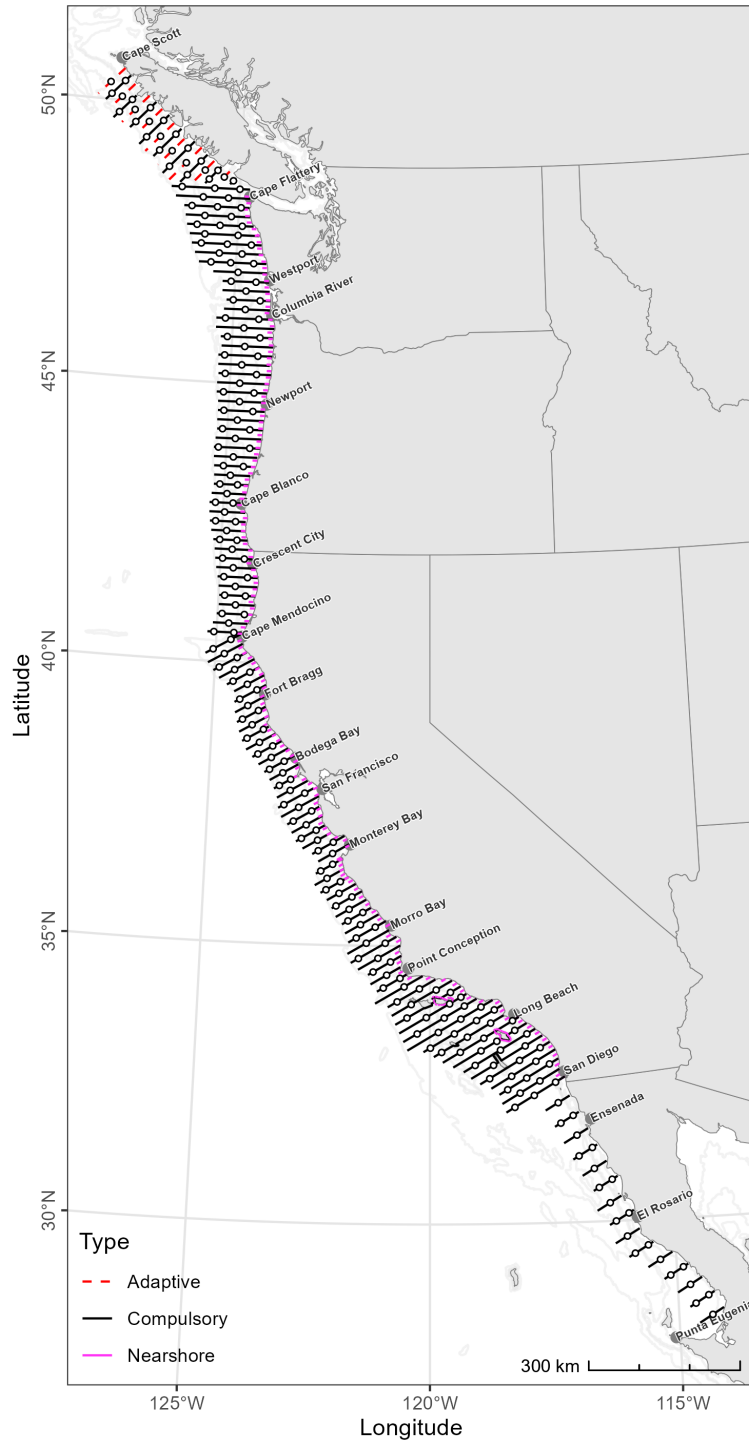 Cape Scott
50°N
Cape Flattery
Westport
Columbia River
45°N
Newport
Cape Blanco
Crescent City
Cape Mendocino
40°N
Fort Bragg
Bodega Bay
San Francisco
Monterey Bay
Morro Bay
35°N
Point Conception
Long Beach
San Diego
Ensenada
El Rosario
30°N
Punta Eugenia
Latitude
Type
Adaptive
Compulsory
Nearshore
300 km
125°W
120°W
115°W
Longitude